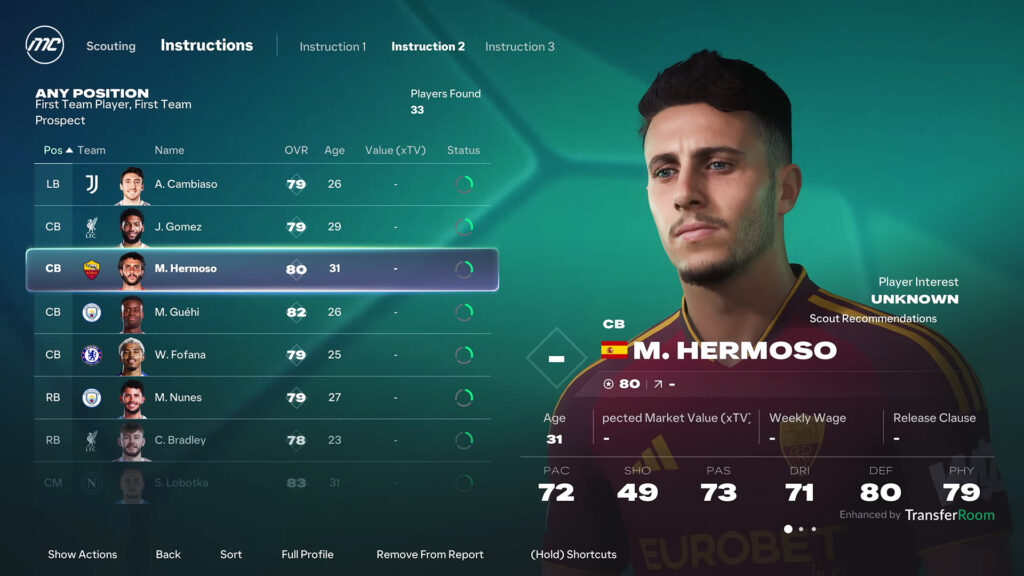 MC Scouting Instructions Instruction 1 Instruction 2 Instruction 3
ANY POSITION
First Team Player, First Team
Prospect
Players Found
33
Pos Team Name OVR Age Value (xTV) Status
LB A. Cambiaso 79 26 -
CB LFC J. Gomez 79 29 -
CB M. Hermoso 80 31 -
CB M. Guéhi 82 26 -
CB W. Fofana 79 25 -
RB M. Nunes 79 27 -
RB LFC C. Bradley 78 23 -
CM N S. Lobotka 83 31 -
Player Interest
UNKNOWN
Scout Recommendations
CB
- M. HERMOSO
80 -
Age pected Market Value (xTV) Weekly Wage Release Clause
31 - - -
PAC SHO PAS DRI DEF PHY
72 49 73 71 80 79
Enhanced by TransferRoom
EUROBET
live
Show Actions Back Sort Full Profile Remove From Report (Hold) Shortcuts